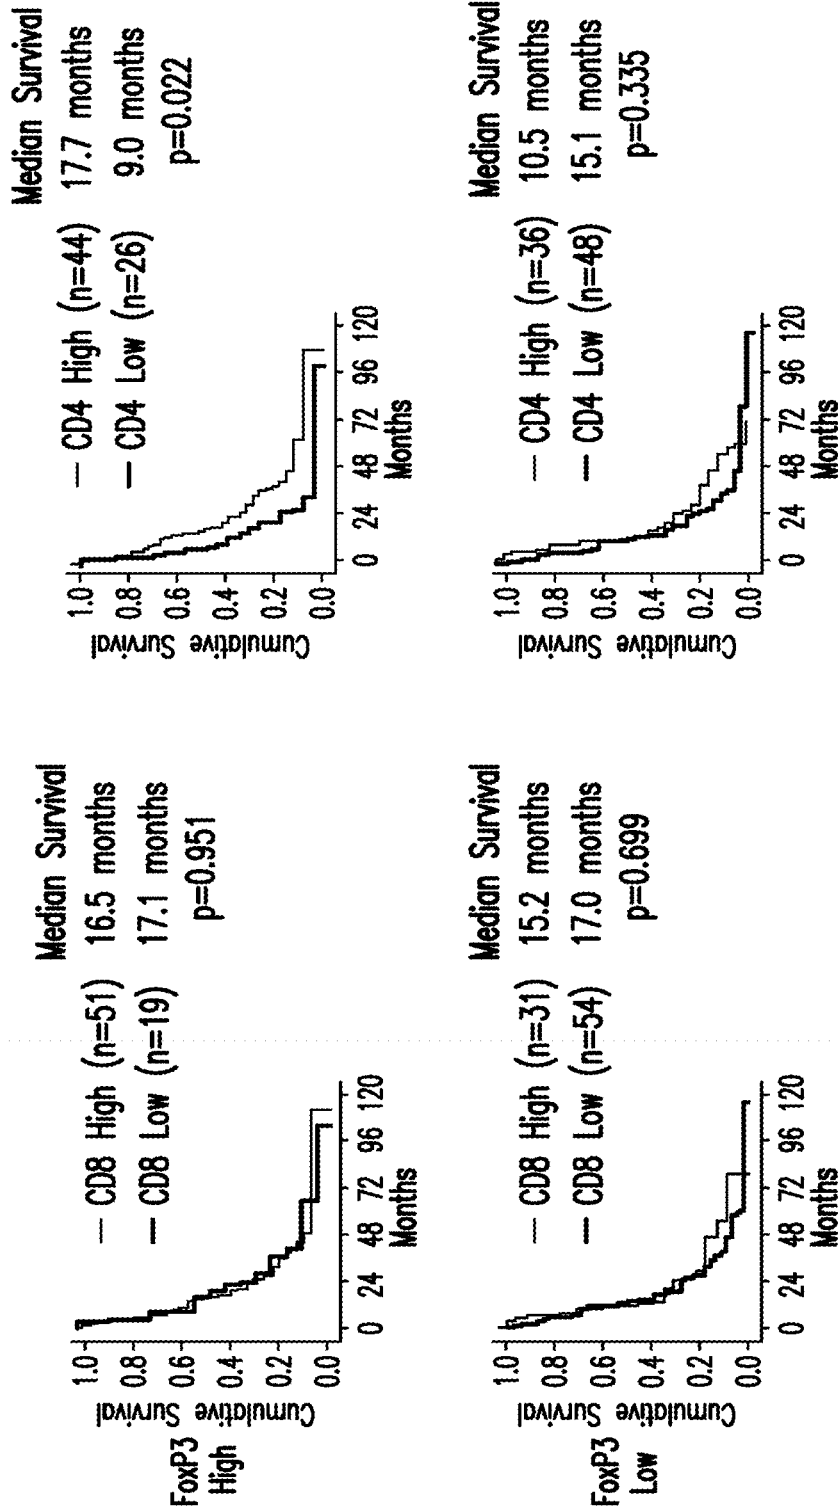 FoxP3
High
Cumulative Survival
1.0
0.8
0.6
0.4
0.2
0.0
0 24 48 72 96 120
Months
Median Survival
CD8 High (n=51) 16.5 months
CD8 Low (n=19) 17.1 months
p=0.951
Cumulative Survival
1.0
0.8
0.6
0.4
0.2
0.0
0 24 48 72 96 120
Months
Median Survival
CD4 High (n=44) 17.7 months
CD4 Low (n=26) 9.0 months
p=0.022
FoxP3
Low
Cumulative Survival
1.0
0.8
0.6
0.4
0.2
0.0
0 24 48 72 96 120
Months
Median Survival
CD8 High (n=31) 15.2 months
CD8 Low (n=54) 17.0 months
p=0.699
Cumulative Survival
1.0
0.8
0.6
0.4
0.2
0.0
0 24 48 72 96 120
Months
Median Survival
CD4 High (n=36) 10.5 months
CD4 Low (n=48) 15.1 months
p=0.335